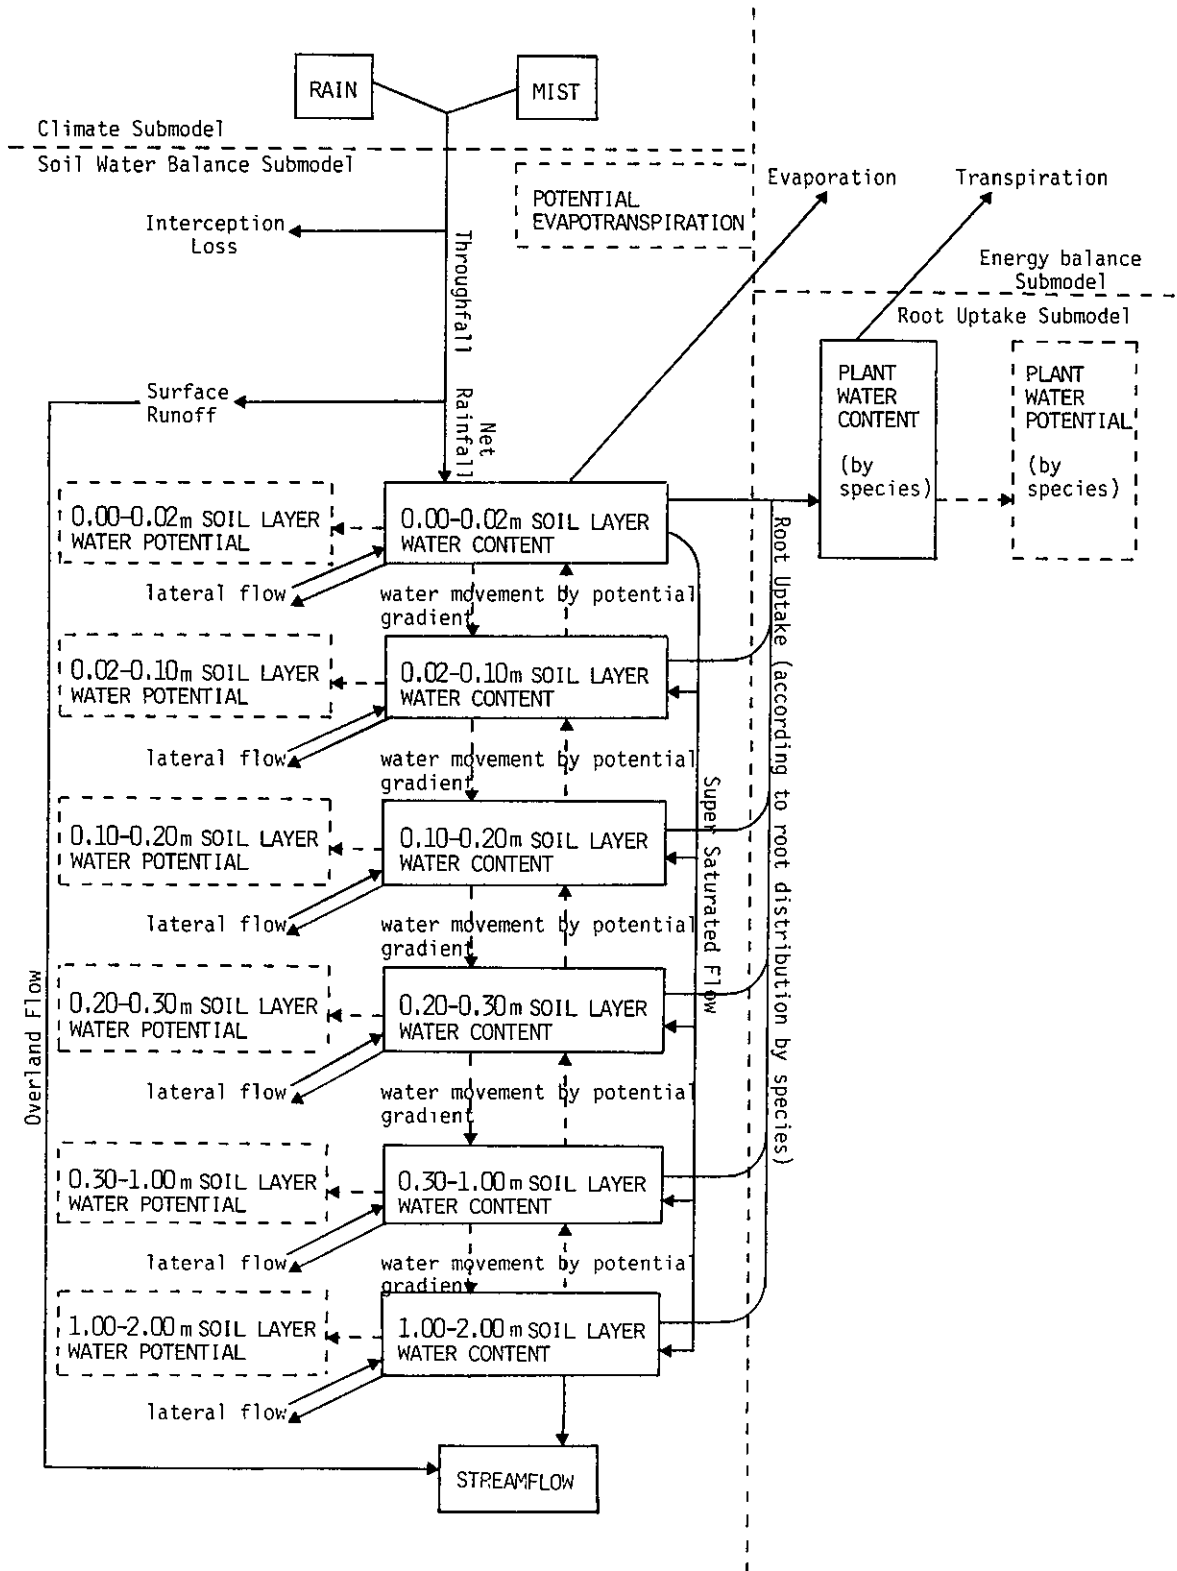 RAIN
MIST
Climate Submodel
Soil Water Balance Submodel
POTENTIAL
EVAPOTRANSPIRATION
Evaporation
Transpiration
Interception
Loss
Throughfall
Energy balance
Submodel
Root Uptake Submodel
PLANT
WATER
CONTENT
(by
species)
PLANT
WATER
POTENTIAL
(by
species)
Surface
Runoff
Net
Rainfall
0.00-0.02m SOIL LAYER
WATER POTENTIAL
0.00-0.02m SOIL LAYER
WATER CONTENT
lateral flow
water movement by potential
gradient
0.02-0.10m SOIL LAYER
WATER POTENTIAL
0.02-0.10m SOIL LAYER
WATER CONTENT
lateral flow
water movement by potential
gradient
0.10-0.20m SOIL LAYER
WATER POTENTIAL
0.10-0.20m SOIL LAYER
WATER CONTENT
lateral flow
water movement by potential
gradient
0.20-0.30m SOIL LAYER
WATER POTENTIAL
0.20-0.30m SOIL LAYER
WATER CONTENT
lateral flow
water movement by potential
gradient
0.30-1.00m SOIL LAYER
WATER POTENTIAL
0.30-1.00m SOIL LAYER
WATER CONTENT
lateral flow
water movement by potential
gradient
1.00-2.00m SOIL LAYER
WATER POTENTIAL
1.00-2.00m SOIL LAYER
WATER CONTENT
lateral flow
STREAMFLOW
Overland Flow
Super Saturated Flow
Root Uptake (according to root distribution by species)